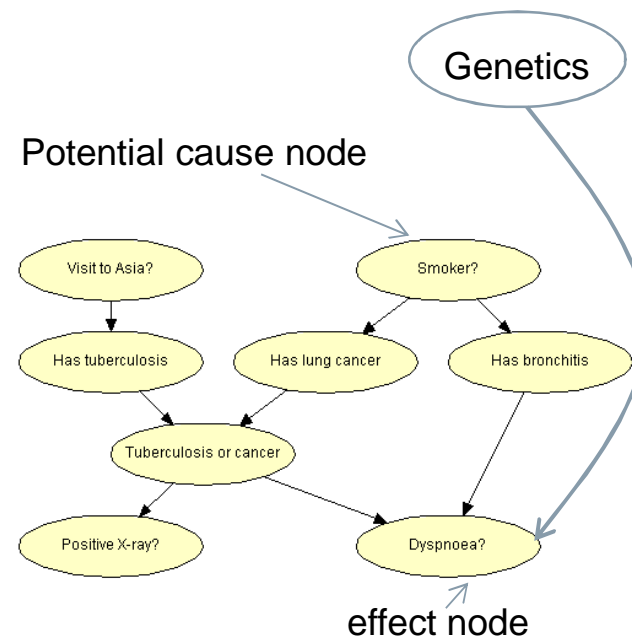 Genetics
Potential cause node
Visit to Asia?
Smoker?
Has tuberculosis
Has lung cancer
Has bronchitis
Tuberculosis or cancer
Positive X-ray?
Dyspnoea?
effect node